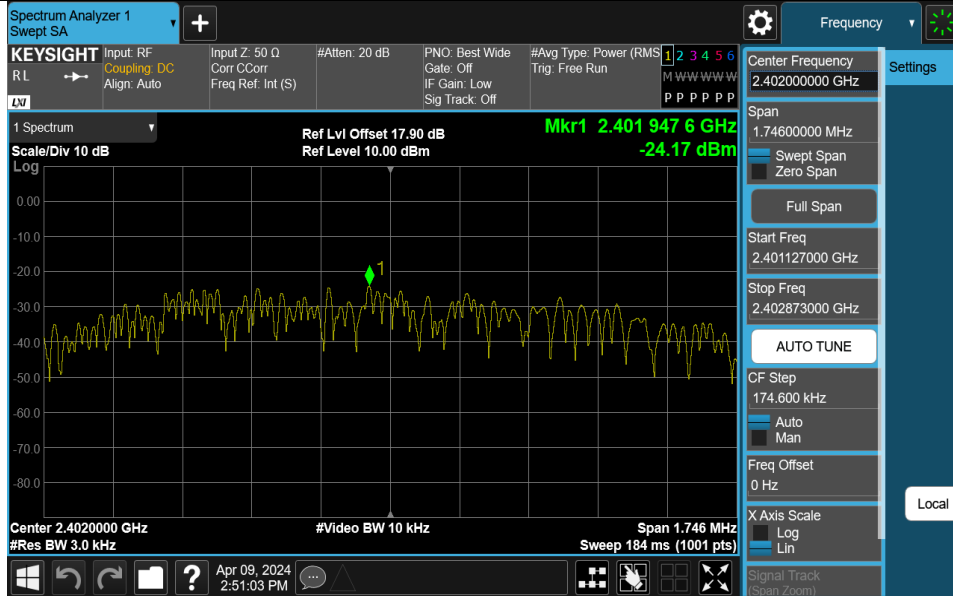 Spectrum Analyzer 1
Swept SA
+
Frequency
KEYSIGHT
RL
LXI
Input: RF
Coupling: DC
Align: Auto
Input Z: 50 Ω
Corr CCorr
Freq Ref: Int (S)
#Atten: 20 dB
PNO: Best Wide
Gate: Off
IF Gain: Low
Sig Track: Off
#Avg Type: Power (RMS
Trig: Free Run
1 2 3 4 5 6
M W W W W W
P P P P P P
1 Spectrum
Scale/Div 10 dB
Log
Ref Lvl Offset 17.90 dB
Ref Level 10.00 dBm
Mkr1 2.401 947 6 GHz
-24.17 dBm
0.00
-10.0
-20.0
-30.0
-40.0
-50.0
-60.0
-70.0
-80.0
1
Center 2.4020000 GHz
#Res BW 3.0 kHz
#Video BW 10 kHz
Span 1.746 MHz
Sweep 184 ms (1001 pts)
Center Frequency
2.402000000 GHz
Settings
Span
1.74600000 MHz
Swept Span
Zero Span
Full Span
Start Freq
2.401127000 GHz
Stop Freq
2.402873000 GHz
AUTO TUNE
CF Step
174.600 kHz
Auto
Man
Freq Offset
0 Hz
Local
X Axis Scale
Log
Lin
Signal Track
(Span Zoom)
?
Apr 09, 2024
2:51:03 PM